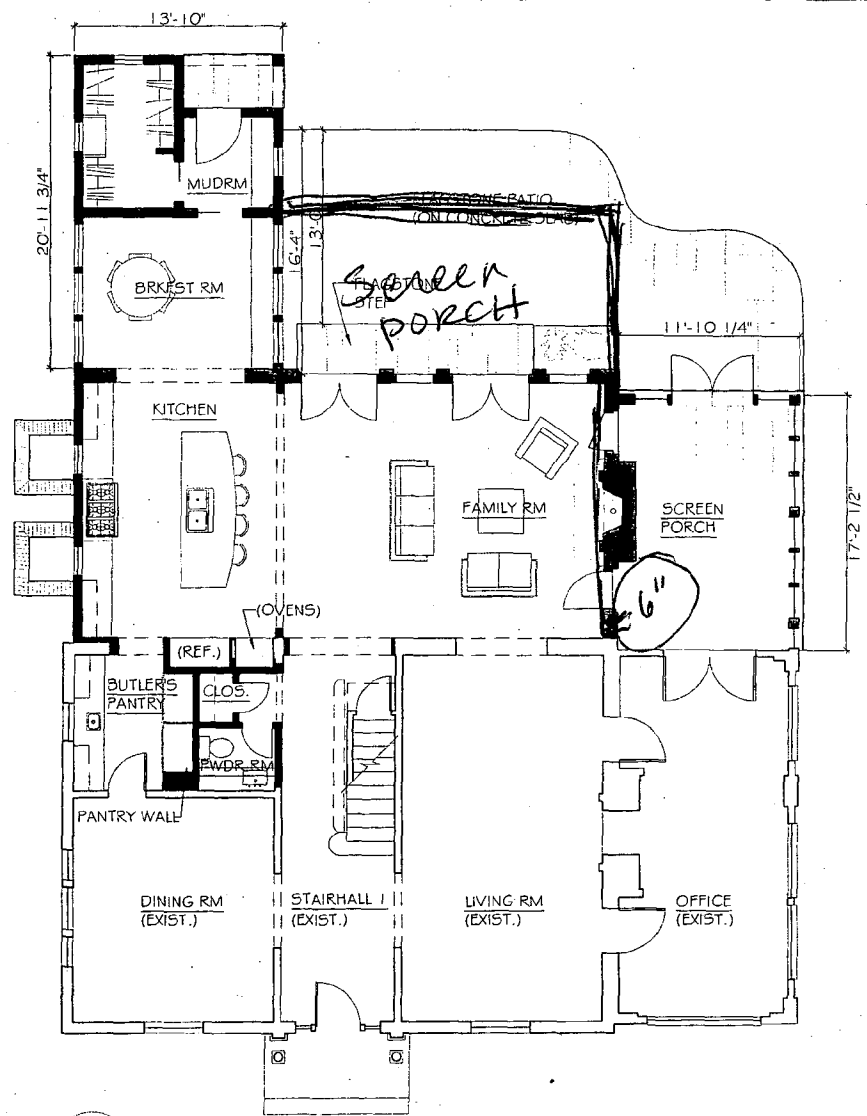 13'-10"
20'-11 3/4"
MUDRM
FLAGSTONE PATIO
(ON CONCRETE SLAB)
16'-4"
BRKFST RM
Screen
PORCH
FLAGSTONE
STEP
11'-10 1/4"
KITCHEN
FAMILY RM
SCREEN
PORCH
17'-2 1/2"
6"
(OVENS)
(REF.)
BUTLER'S
PANTRY
CLOS.
PWDR RM
PANTRY WALL
DINING RM
(EXIST.)
STAIRHALL 1
(EXIST.)
LIVING RM
(EXIST.)
OFFICE
(EXIST.)